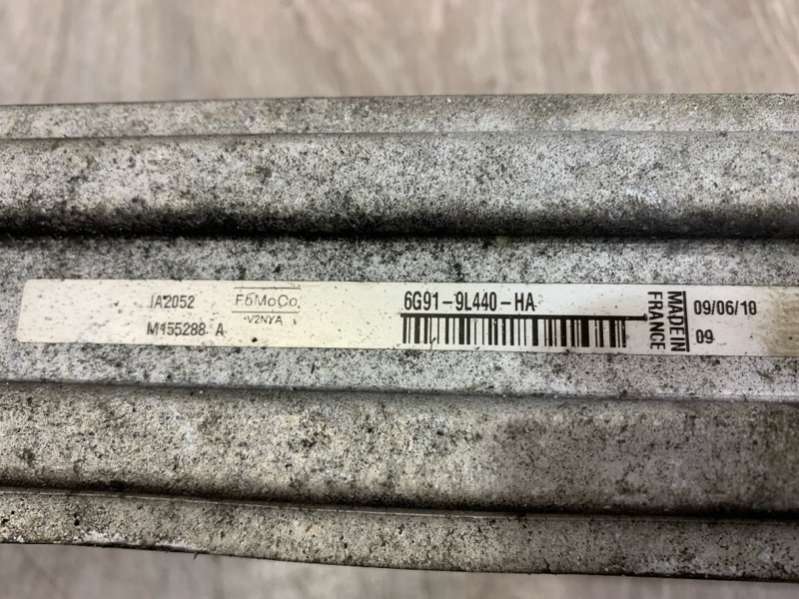 IA2052
M155288 A
FoMoCo
V2NYA
6G91-9L440-HA
MADE IN
FRANCE
09/06/10
09